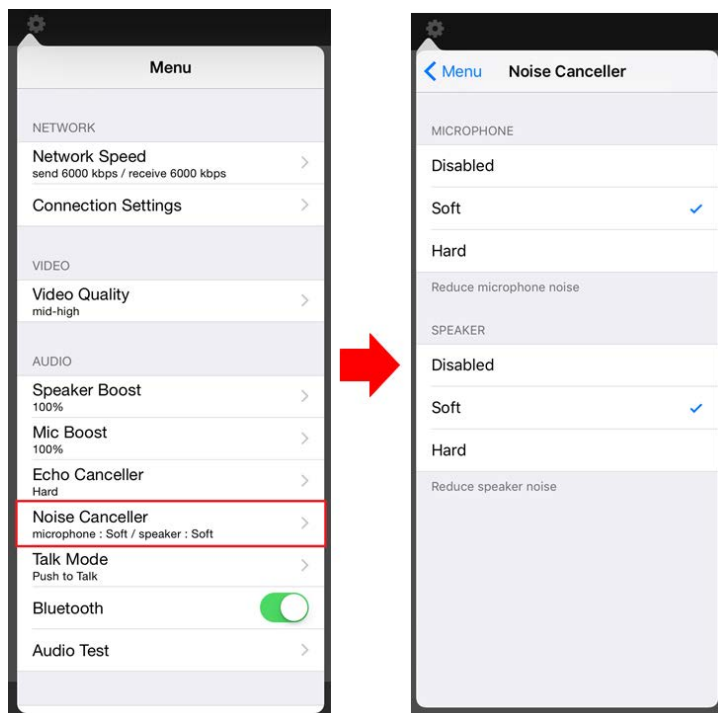 Menu
NETWORK
Network Speed
send 6000 kbps / receive 6000 kbps
Connection Settings
VIDEO
Video Quality
mid-high
AUDIO
Speaker Boost
100%
Mic Boost
100%
Echo Canceller
Hard
Noise Canceller
microphone : Soft / speaker : Soft
Talk Mode
Push to Talk
Bluetooth
Audio Test
Menu Noise Canceller
MICROPHONE
Disabled
Soft
Hard
Reduce microphone noise
SPEAKER
Disabled
Soft
Hard
Reduce speaker noise